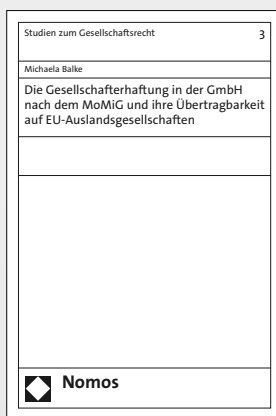 Studien zum Gesellschaftsrecht 3
Michaela Balke
Die Gesellschafterhaftung in der GmbH
nach dem MoMiG und ihre Übertragbarkeit
auf EU-Auslandsgesellschaften
Nomos